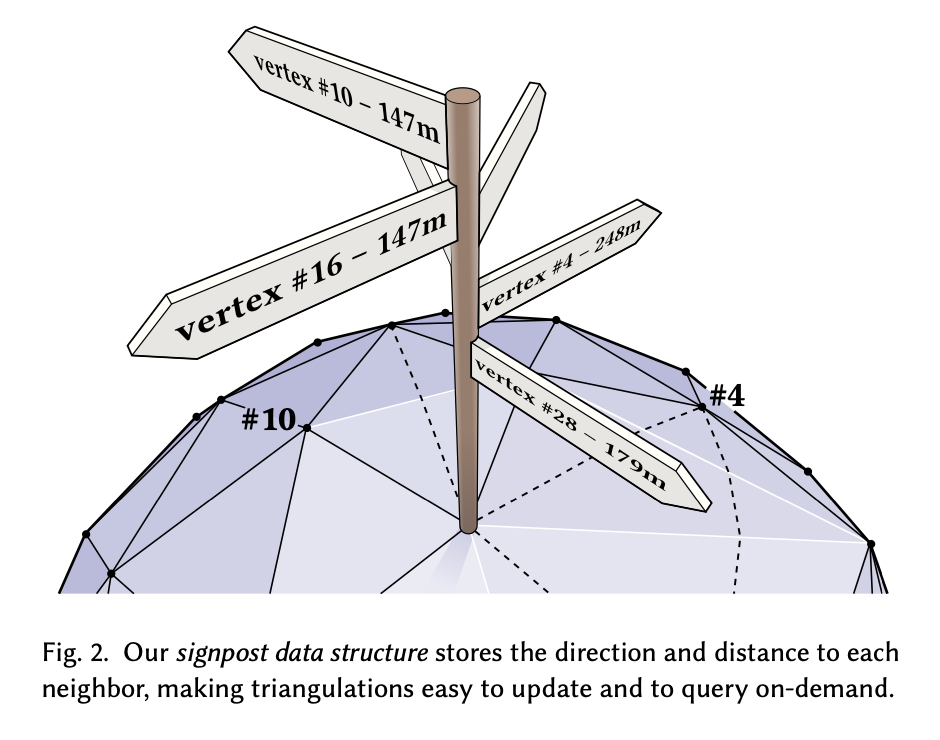 vertex #10 – 147m
vertex #16 – 147m
vertex #4 – 248m
vertex #28 – 179m
#10
#4
Fig. 2. Our signpost data structure stores the direction and distance to each
neighbor, making triangulations easy to update and to query on-demand.